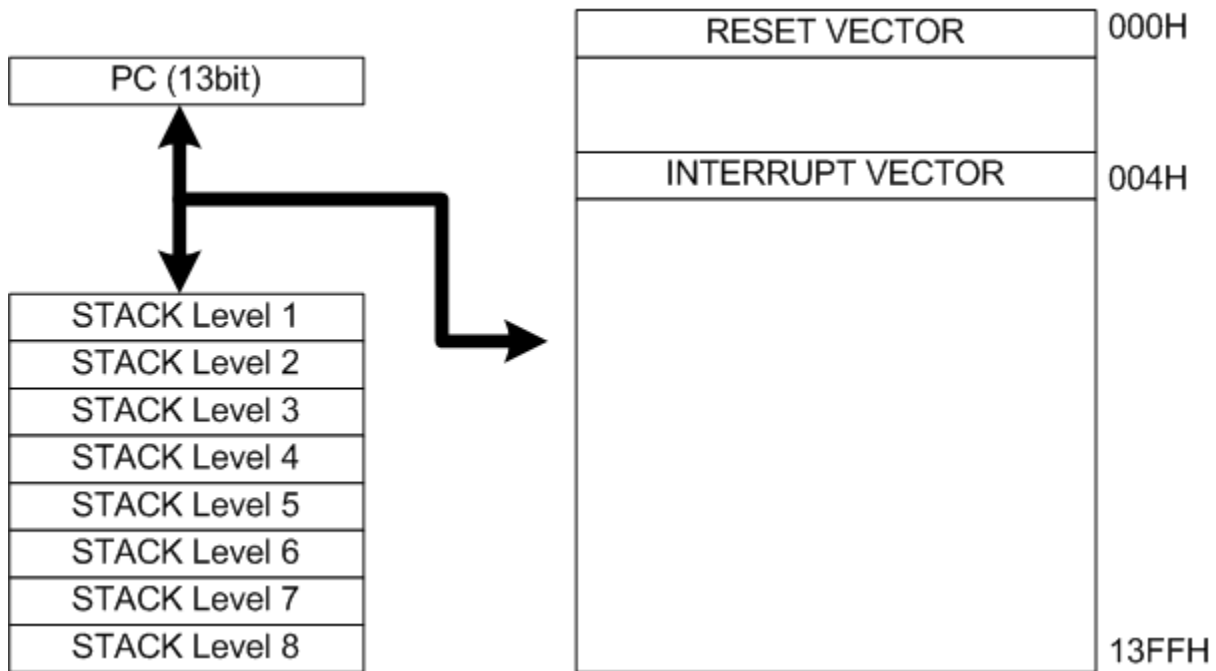 PC (13bit)
STACK Level 1
STACK Level 2
STACK Level 3
STACK Level 4
STACK Level 5
STACK Level 6
STACK Level 7
STACK Level 8
RESET VECTOR
000H
INTERRUPT VECTOR
004H
13FFH